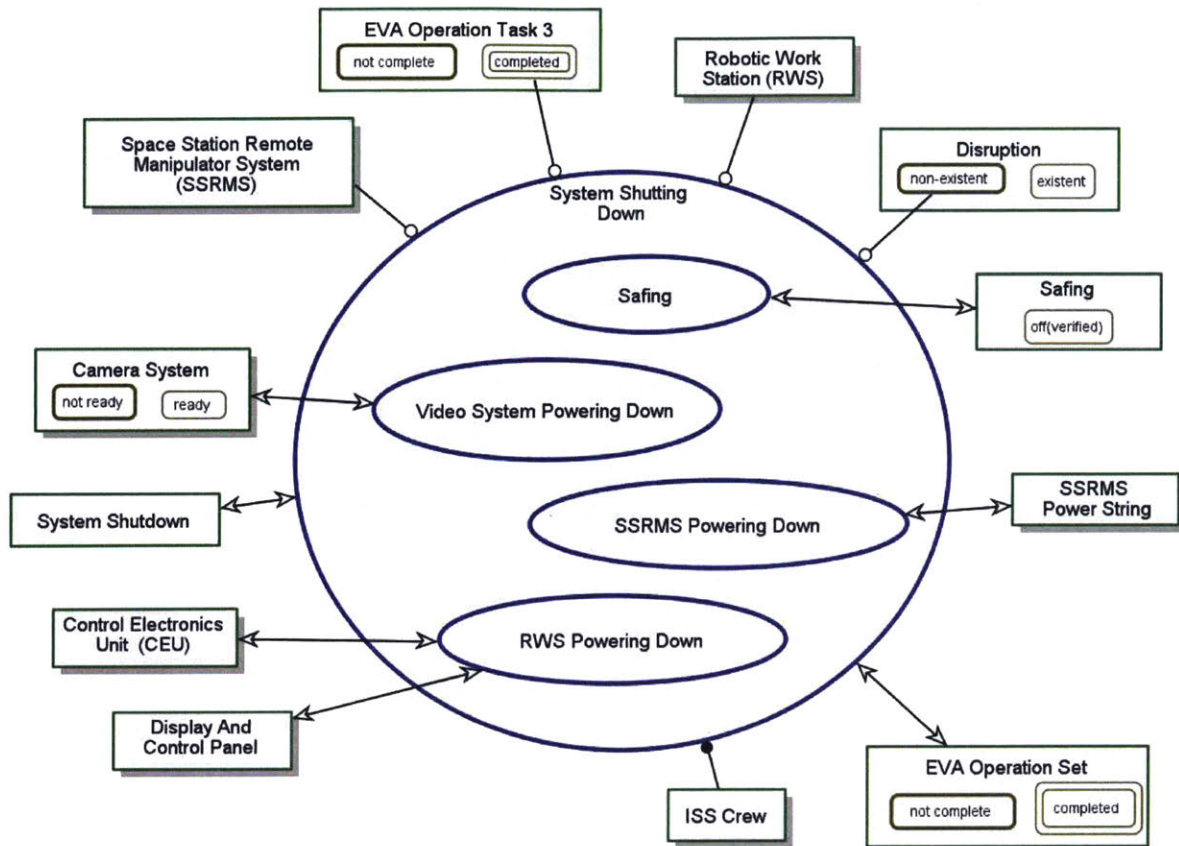 EVA Operation Task 3
not complete
completed
Robotic Work
Station (RWS)
Space Station Remote
Manipulator System
(SSRMS)
Disruption
non-existent
existent
System Shutting
Down
Safing
Safing
off(verified)
Camera System
not ready
ready
Video System Powering Down
System Shutdown
SSRMS Powering Down
SSRMS
Power String
Control Electronics
Unit (CEU)
RWS Powering Down
Display And
Control Panel
EVA Operation Set
not complete
completed
ISS Crew